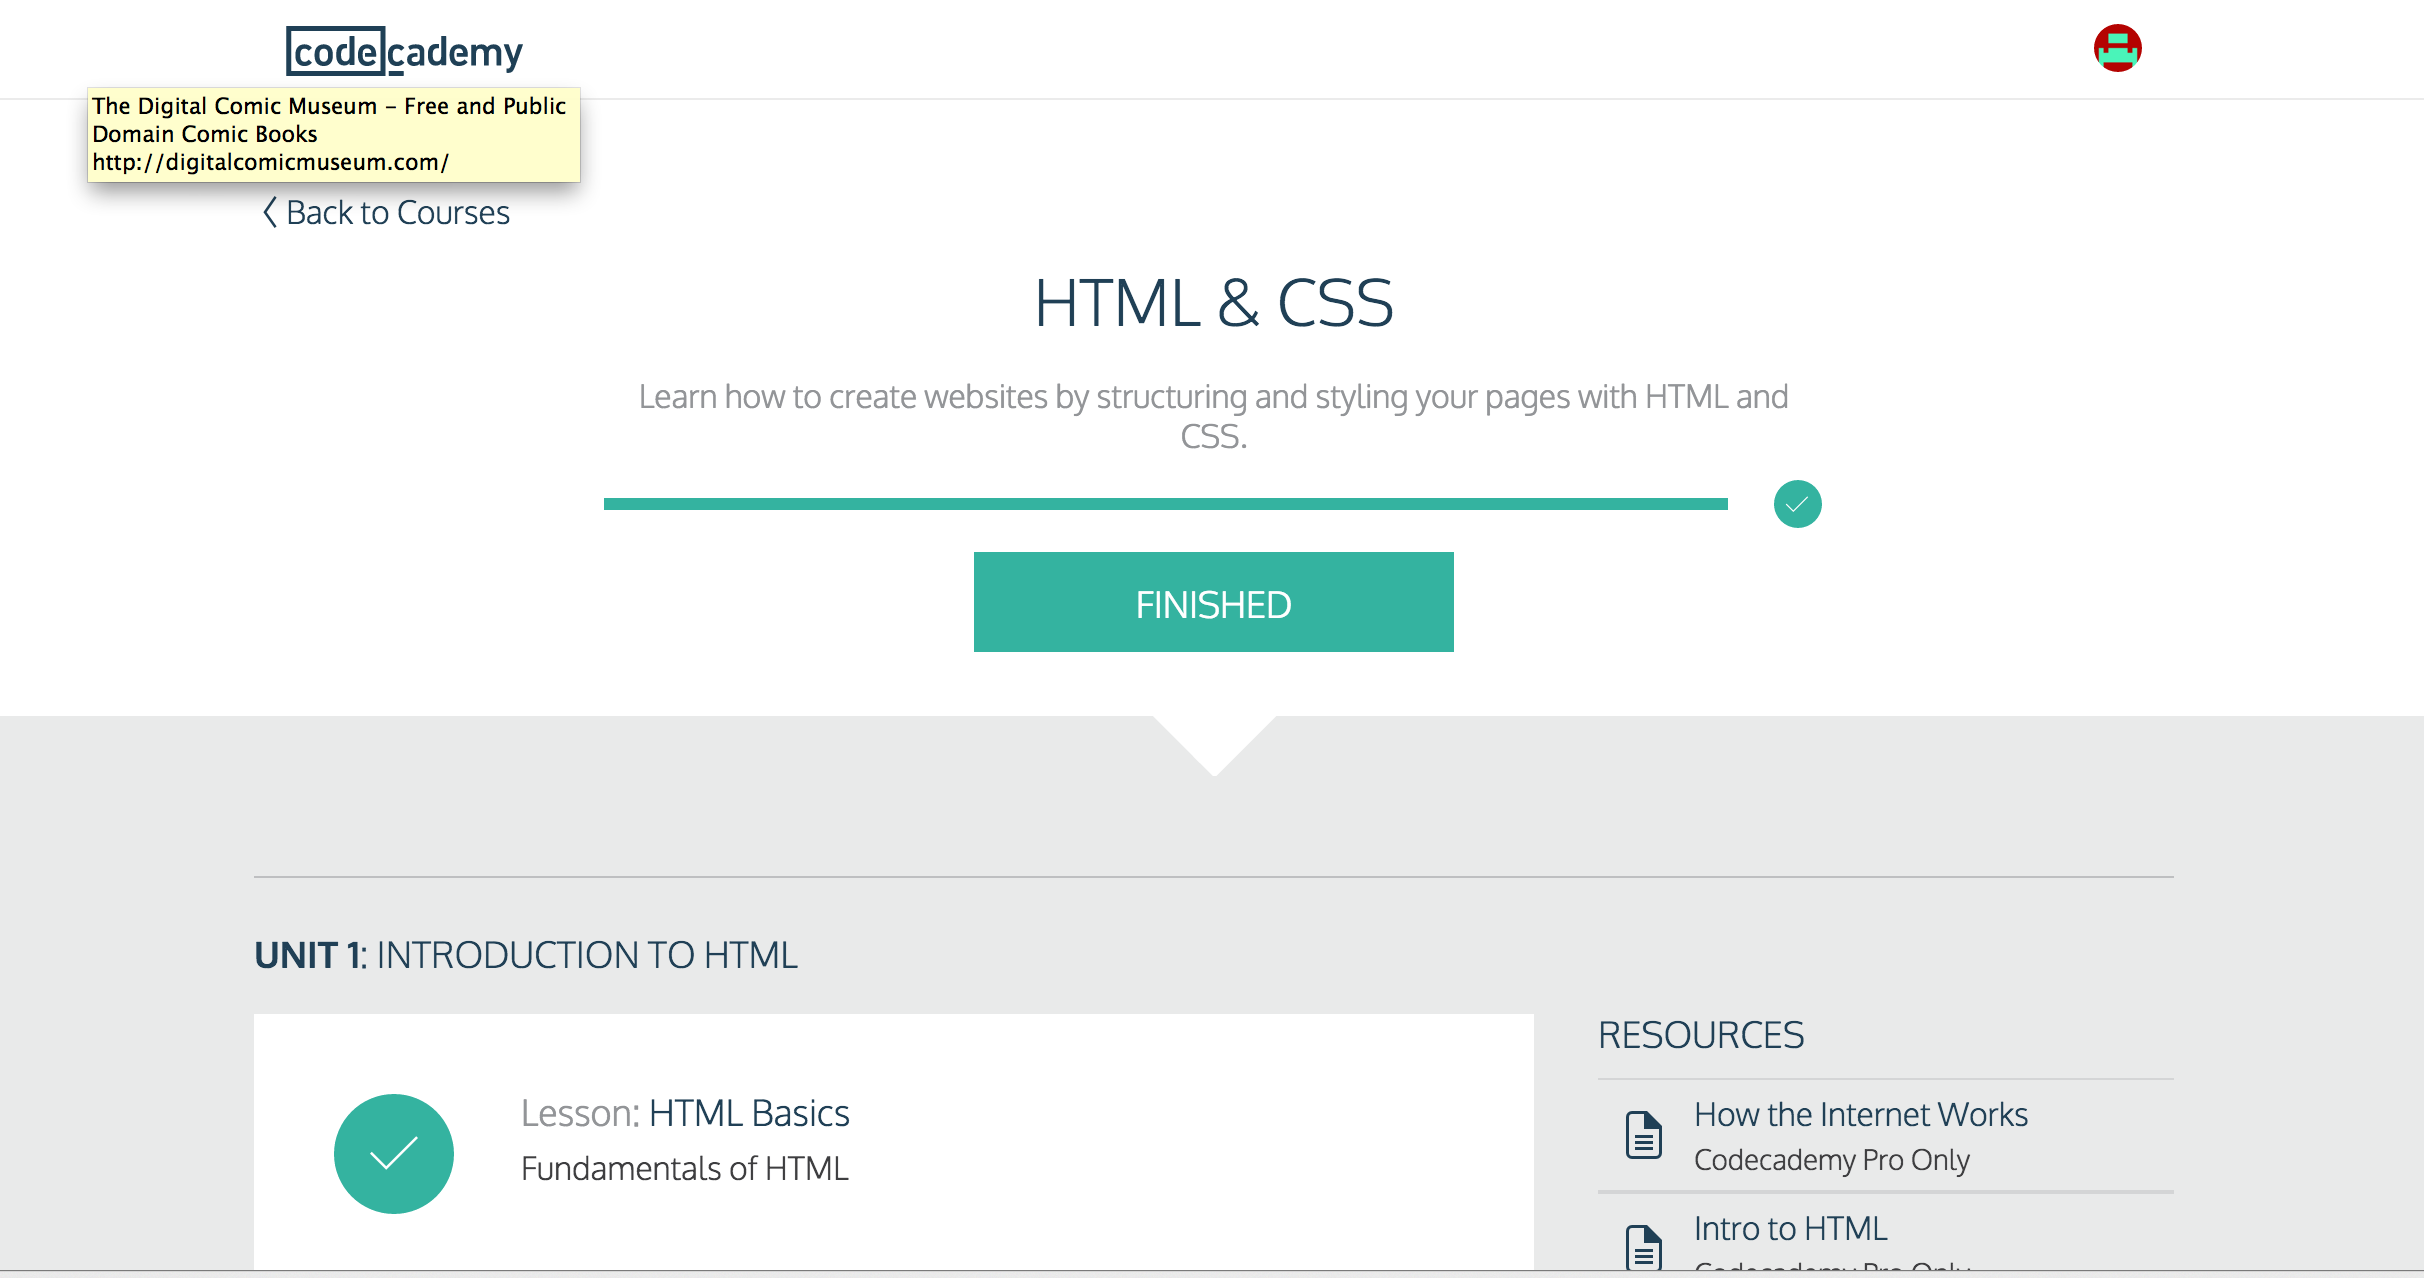 codecademy
The Digital Comic Museum – Free and Public
Domain Comic Books
http://digitalcomicmuseum.com/
Back to Courses
HTML & CSS
Learn how to create websites by structuring and styling your pages with HTML and
CSS.
FINISHED
UNIT 1: INTRODUCTION TO HTML
Lesson: HTML Basics
Fundamentals of HTML
RESOURCES
How the Internet Works
Codecademy Pro Only
Intro to HTML
Codecademy Pro Only